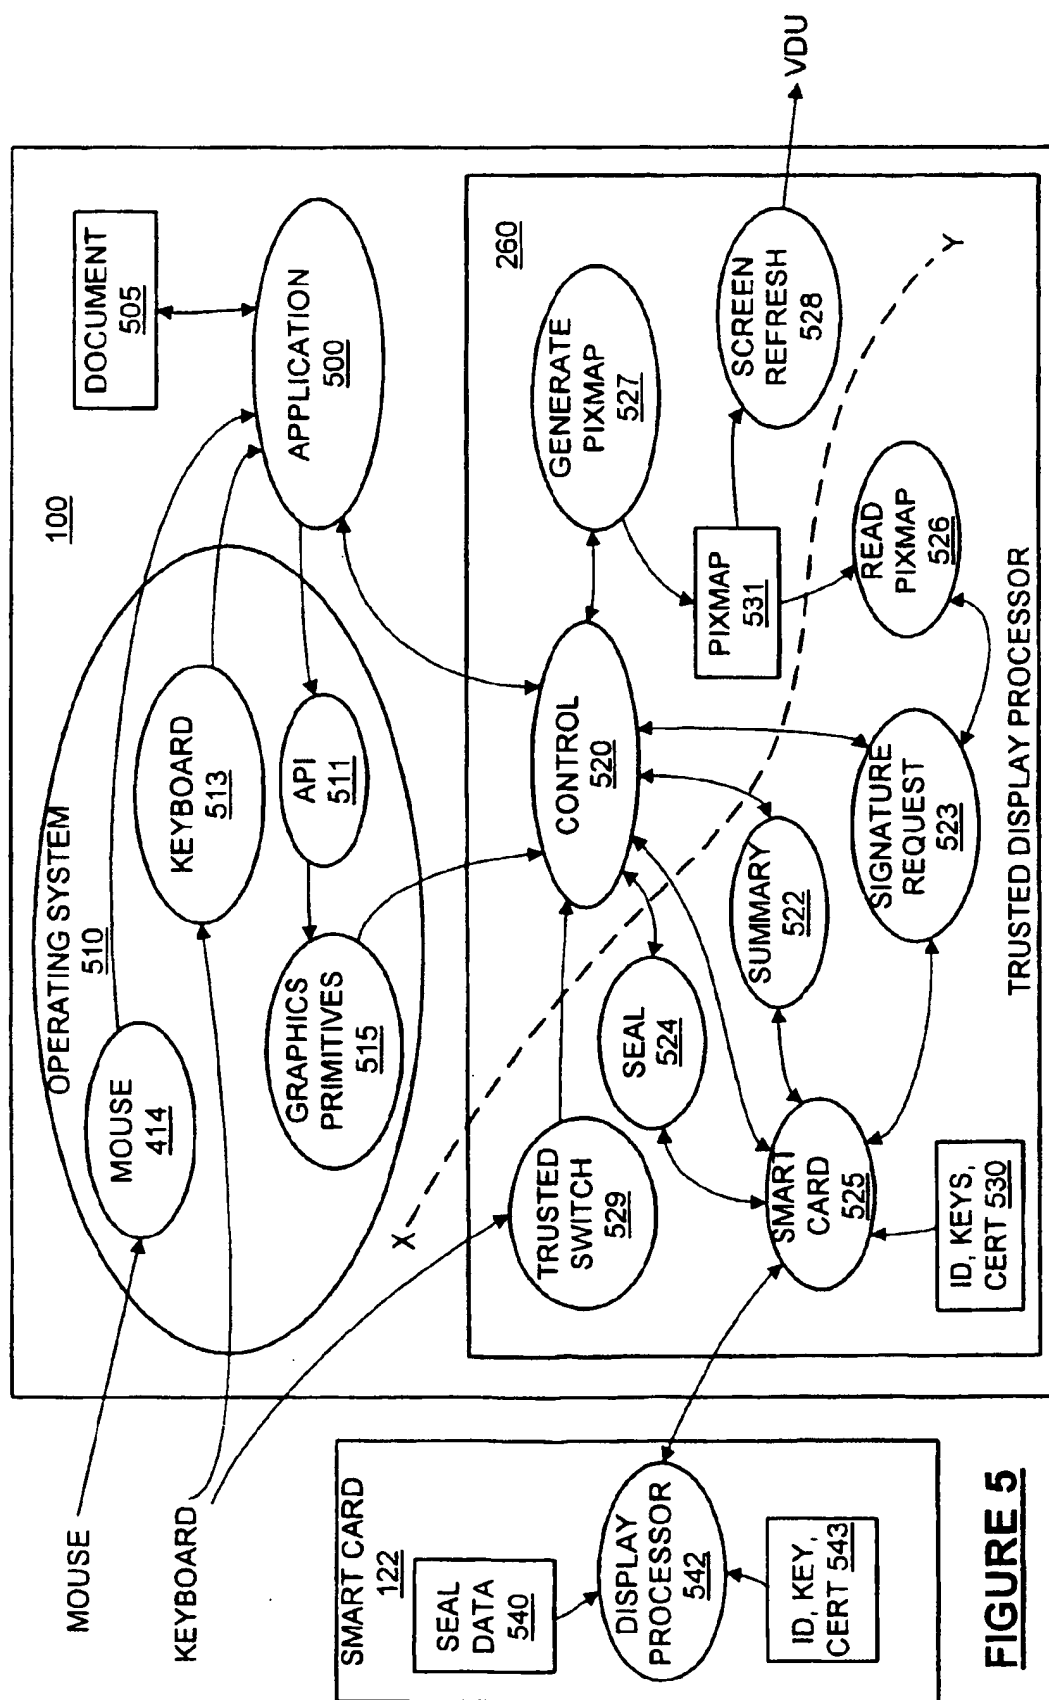 MOUSE
KEYBOARD
OPERATING SYSTEM
510
MOUSE
414
KEYBOARD
513
API
511
GRAPHICS
PRIMITIVES
515
100
DOCUMENT
505
APPLICATION
500
X
260
TRUSTED
SWITCH
529
CONTROL
520
GENERATE
PIXMAP
527
SEAL
524
PIXMAP
531
SCREEN
REFRESH
528
VDU
Y
SUMMARY
522
SMART
CARD
525
SIGNATURE
REQUEST
523
READ
PIXMAP
526
ID, KEYS,
CERT 530
TRUSTED DISPLAY PROCESSOR
SMART CARD
122
SEAL
DATA
540
DISPLAY
PROCESSOR
542
ID, KEY,
CERT 543
FIGURE 5